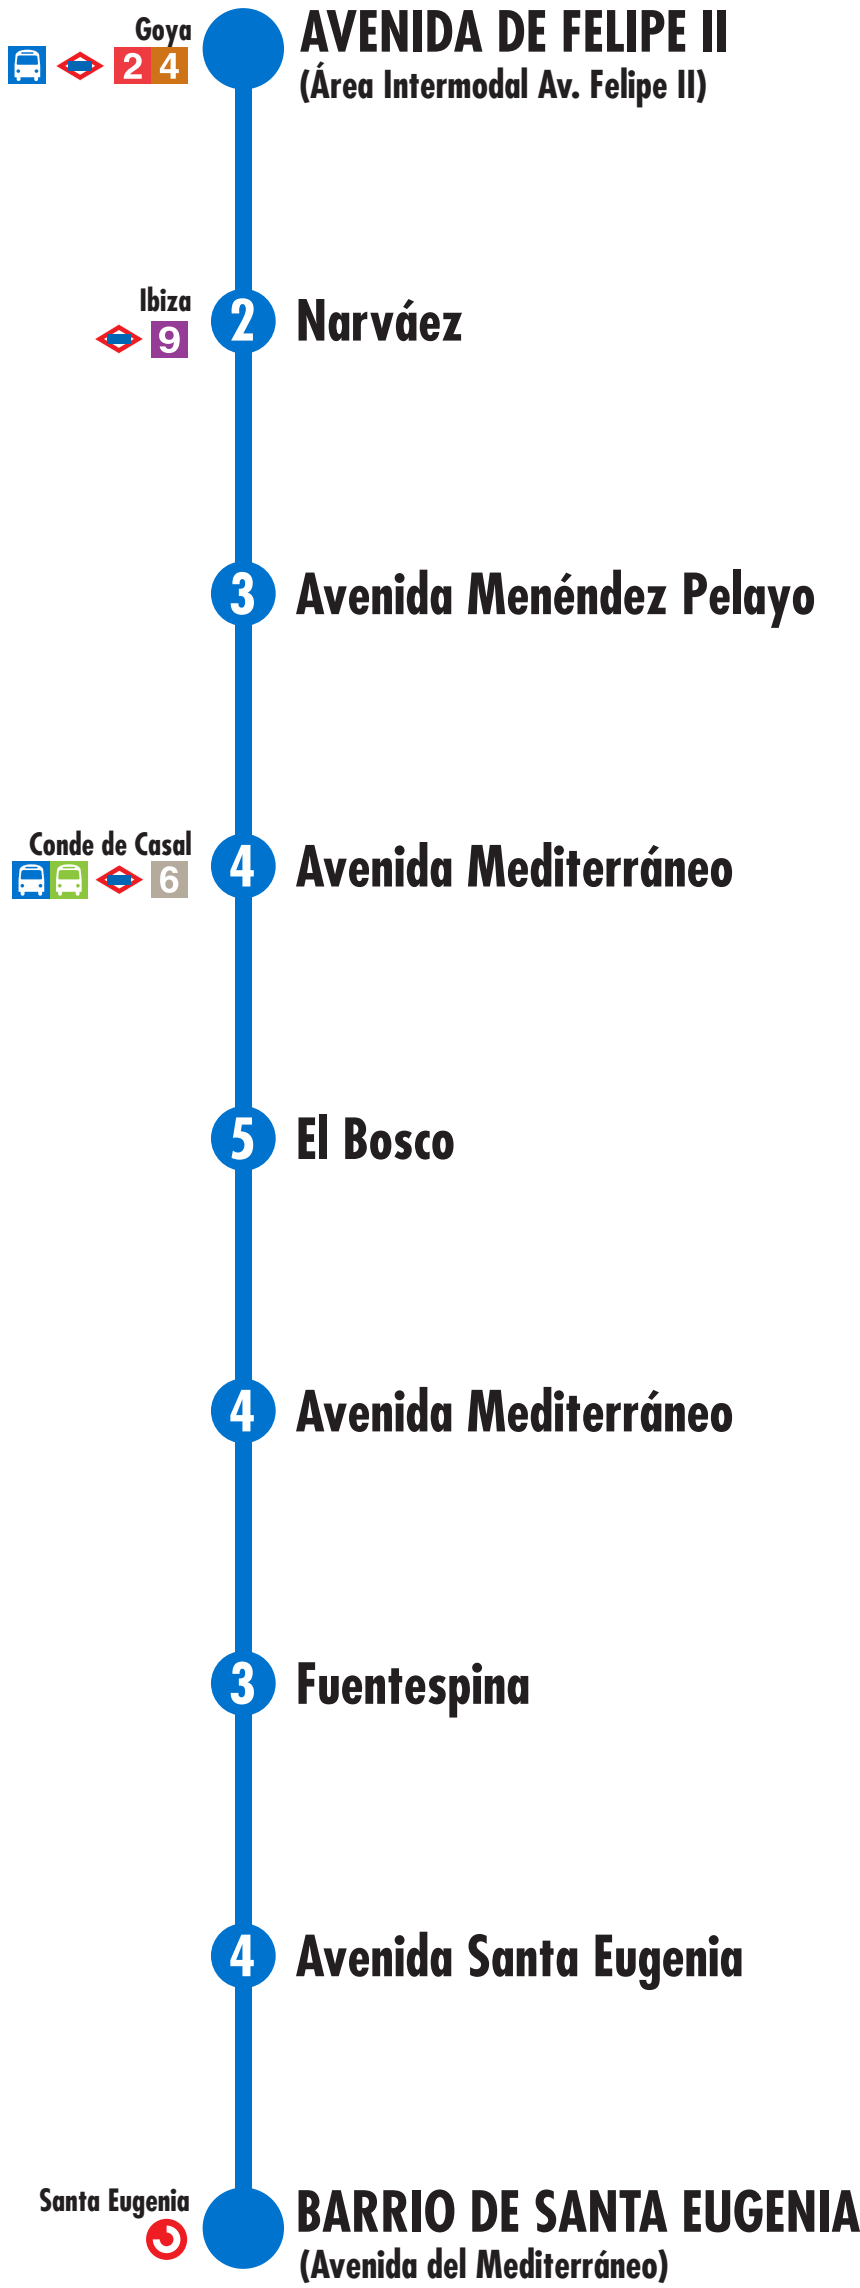 Goya
2 4
AVENIDA DE FELIPE II
(Área Intermodal Av. Felipe II)
Ibiza
9
2 Narváez
3 Avenida Menéndez Pelayo
Conde de Casal
6
4 Avenida Mediterráneo
5 El Bosco
4 Avenida Mediterráneo
3 Fuentespina
4 Avenida Santa Eugenia
Santa Eugenia
BARRIO DE SANTA EUGENIA
(Avenida del Mediterráneo)